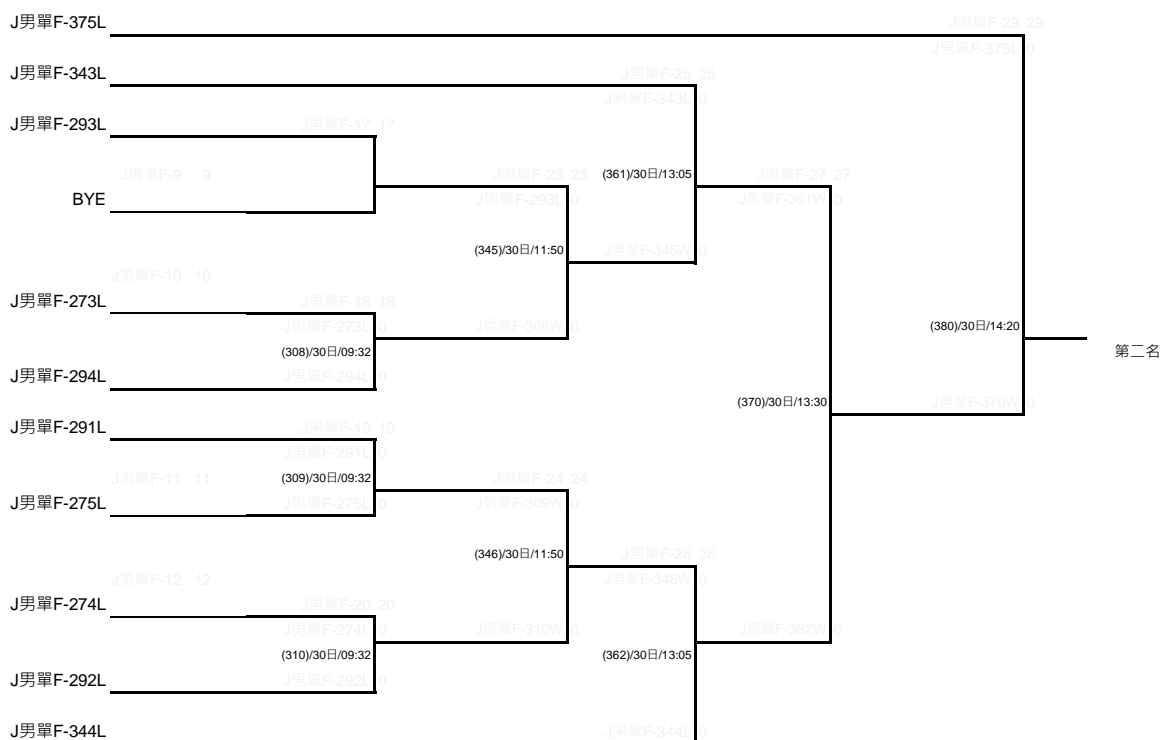 J男單F-375L
J男單F-29 29
J男單F-375L 0
J男單F-343L
J男單F-25 25
J男單F-343L 0
J男單F-293L
J男單F-17 17
J男單F-9 9
J男單F-23 23
(361)/30日/13:05
J男單F-27 27
BYE
J男單F-293L 0
J男單F-361W 0
(345)/30日/11:50
J男單F-345W 0
J男單F-10 10
J男單F-273L
J男單F-18 18
J男單F-273L 0
J男單F-308W 0
(380)/30日/14:20
(308)/30日/09:32
第二名
J男單F-294L
J男單F-294L 0
(370)/30日/13:30
J男單F-370W 0
J男單F-291L
J男單F-19 19
J男單F-291L 0
J男單F-11 11
(309)/30日/09:32
J男單F-24 24
J男單F-275L
J男單F-275L 0
J男單F-309W 0
(346)/30日/11:50
J男單F-26 26
J男單F-12 12
J男單F-346W 0
J男單F-274L
J男單F-20 20
J男單F-274L 0
J男單F-310W 0
J男單F-362W 0
(310)/30日/09:32
(362)/30日/13:05
J男單F-292L
J男單F-292L 0
J男單F-344L
J男單F-344L 0